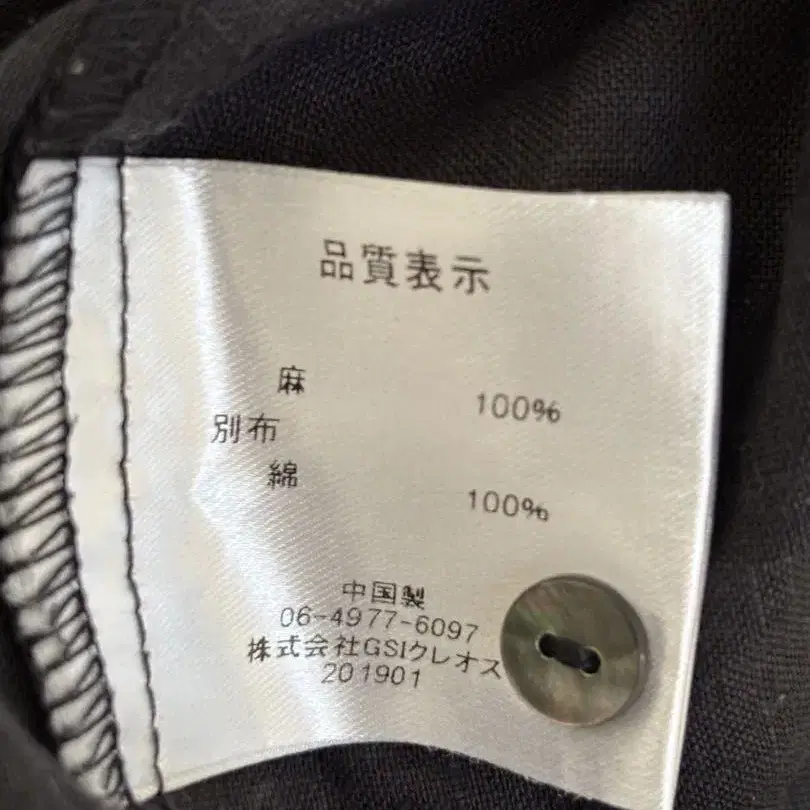 品質表示
麻 100%
別布
綿 100%
中国製
06-4977-6097
株式会社GSIクレオス
201901